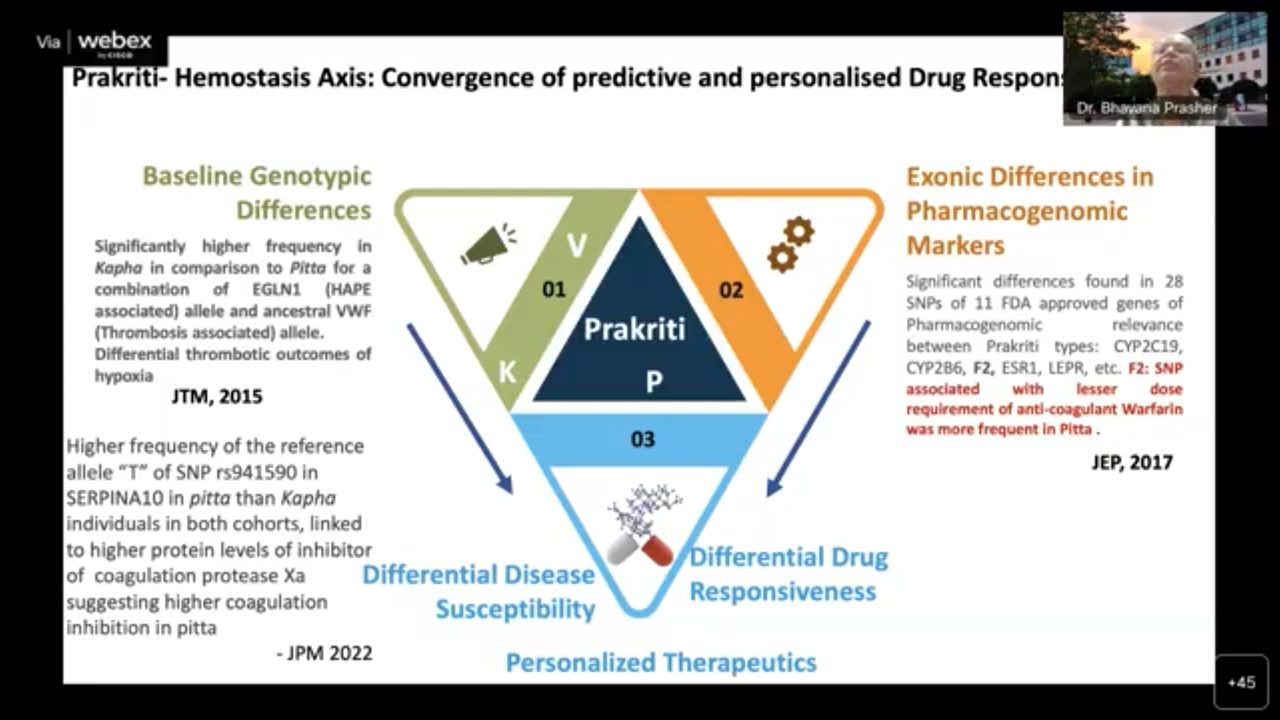 Via webex
by CISCO
Prakriti- Hemostasis Axis: Convergence of predictive and personalised Drug Respons
Dr. Bhavana Prasher
Baseline Genotypic
Differences
Significantly higher frequency in
Kapha in comparison to Pitta for a
combination of EGLN1 (HAPE
associated) allele and ancestral VWF
(Thrombosis associated) allele.
Differential thrombotic outcomes of
hypoxia
JTM, 2015
Higher frequency of the reference
allele “T” of SNP rs941590 in
SERPINA10 in pitta than Kapha
individuals in both cohorts, linked
to higher protein levels of inhibitor
of coagulation protease Xa
suggesting higher coagulation
inhibition in pitta
- JPM 2022
V
01
K
02
Prakriti
P
03
Exonic Differences in
Pharmacogenomic
Markers
Significant differences found in 28
SNPs of 11 FDA approved genes of
Pharmacogenomic relevance
between Prakriti types: CYP2C19,
CYP2B6, F2, ESR1, LEPR, etc. F2: SNP
associated with lesser dose
requirement of anti-coagulant Warfarin
was more frequent in Pitta .
JEP, 2017
Differential Disease
Susceptibility
Differential Drug
Responsiveness
Personalized Therapeutics
+45